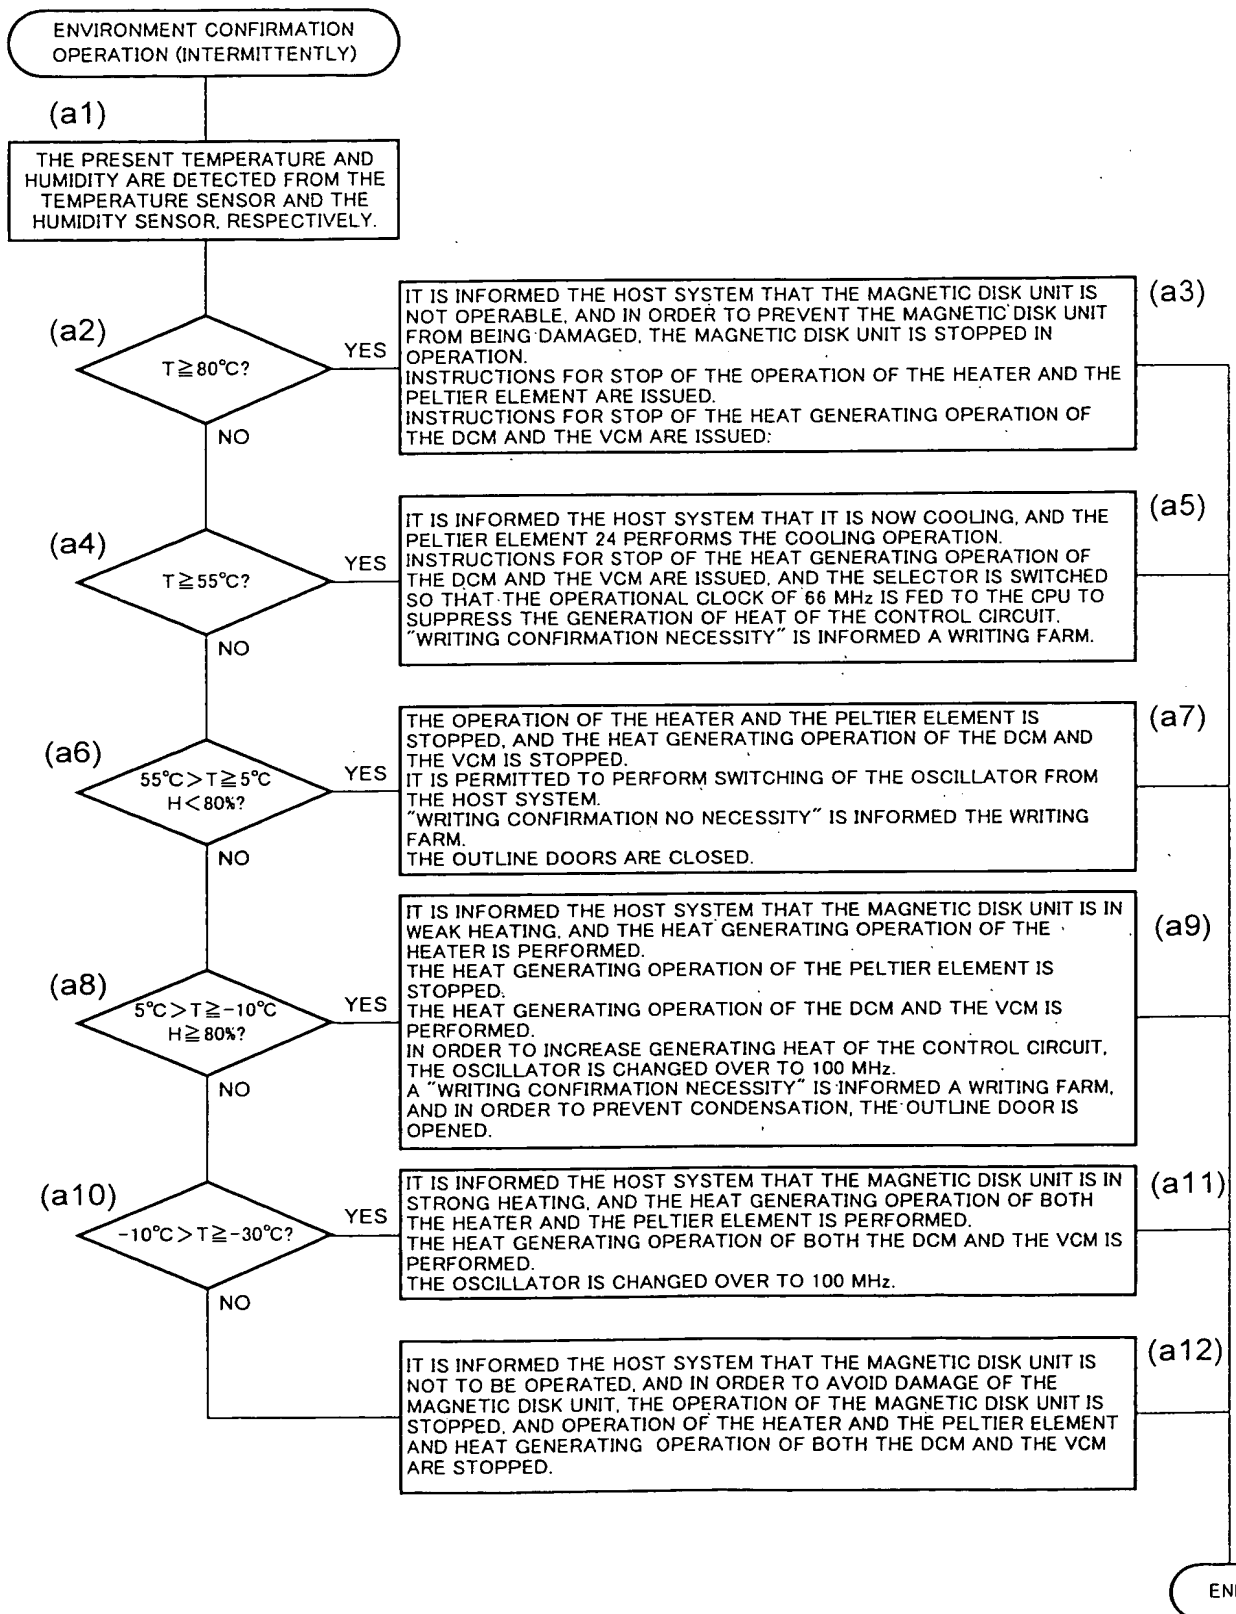 ENVIRONMENT CONFIRMATION
OPERATION (INTERMITTENTLY)
(a1)
THE PRESENT TEMPERATURE AND
HUMIDITY ARE DETECTED FROM THE
TEMPERATURE SENSOR AND THE
HUMIDITY SENSOR, RESPECTIVELY.
(a2)
T≧80°C?
YES
NO
(a3)
IT IS INFORMED THE HOST SYSTEM THAT THE MAGNETIC DISK UNIT IS
NOT OPERABLE, AND IN ORDER TO PREVENT THE MAGNETIC DISK UNIT
FROM BEING DAMAGED, THE MAGNETIC DISK UNIT IS STOPPED IN
OPERATION.
INSTRUCTIONS FOR STOP OF THE OPERATION OF THE HEATER AND THE
PELTIER ELEMENT ARE ISSUED.
INSTRUCTIONS FOR STOP OF THE HEAT GENERATING OPERATION OF
THE DCM AND THE VCM ARE ISSUED.
(a4)
T≧55°C?
YES
NO
(a5)
IT IS INFORMED THE HOST SYSTEM THAT IT IS NOW COOLING, AND THE
PELTIER ELEMENT 24 PERFORMS THE COOLING OPERATION.
INSTRUCTIONS FOR STOP OF THE HEAT GENERATING OPERATION OF
THE DCM AND THE VCM ARE ISSUED, AND THE SELECTOR IS SWITCHED
SO THAT THE OPERATIONAL CLOCK OF 66 MHz IS FED TO THE CPU TO
SUPPRESS THE GENERATION OF HEAT OF THE CONTROL CIRCUIT.
"WRITING CONFIRMATION NECESSITY" IS INFORMED A WRITING FARM.
(a6)
55°C>T≧5°C
H<80%?
YES
NO
(a7)
THE OPERATION OF THE HEATER AND THE PELTIER ELEMENT IS
STOPPED, AND THE HEAT GENERATING OPERATION OF THE DCM AND
THE VCM IS STOPPED.
IT IS PERMITTED TO PERFORM SWITCHING OF THE OSCILLATOR FROM
THE HOST SYSTEM.
"WRITING CONFIRMATION NO NECESSITY" IS INFORMED THE WRITING
FARM.
THE OUTLINE DOORS ARE CLOSED.
(a8)
5°C>T≧-10°C
H≧80%?
YES
NO
(a9)
IT IS INFORMED THE HOST SYSTEM THAT THE MAGNETIC DISK UNIT IS IN
WEAK HEATING, AND THE HEAT GENERATING OPERATION OF THE
HEATER IS PERFORMED.
THE HEAT GENERATING OPERATION OF THE PELTIER ELEMENT IS
STOPPED.
THE HEAT GENERATING OPERATION OF THE DCM AND THE VCM IS
PERFORMED.
IN ORDER TO INCREASE GENERATING HEAT OF THE CONTROL CIRCUIT,
THE OSCILLATOR IS CHANGED OVER TO 100 MHz.
A "WRITING CONFIRMATION NECESSITY" IS INFORMED A WRITING FARM,
AND IN ORDER TO PREVENT CONDENSATION, THE OUTLINE DOOR IS
OPENED.
(a10)
-10°C>T≧-30°C?
YES
NO
(a11)
IT IS INFORMED THE HOST SYSTEM THAT THE MAGNETIC DISK UNIT IS IN
STRONG HEATING, AND THE HEAT GENERATING OPERATION OF BOTH
THE HEATER AND THE PELTIER ELEMENT IS PERFORMED.
THE HEAT GENERATING OPERATION OF BOTH THE DCM AND THE VCM IS
PERFORMED.
THE OSCILLATOR IS CHANGED OVER TO 100 MHz.
(a12)
IT IS INFORMED THE HOST SYSTEM THAT THE MAGNETIC DISK UNIT IS
NOT TO BE OPERATED, AND IN ORDER TO AVOID DAMAGE OF THE
MAGNETIC DISK UNIT, THE OPERATION OF THE MAGNETIC DISK UNIT IS
STOPPED, AND OPERATION OF THE HEATER AND THE PELTIER ELEMENT
AND HEAT GENERATING OPERATION OF BOTH THE DCM AND THE VCM
ARE STOPPED.